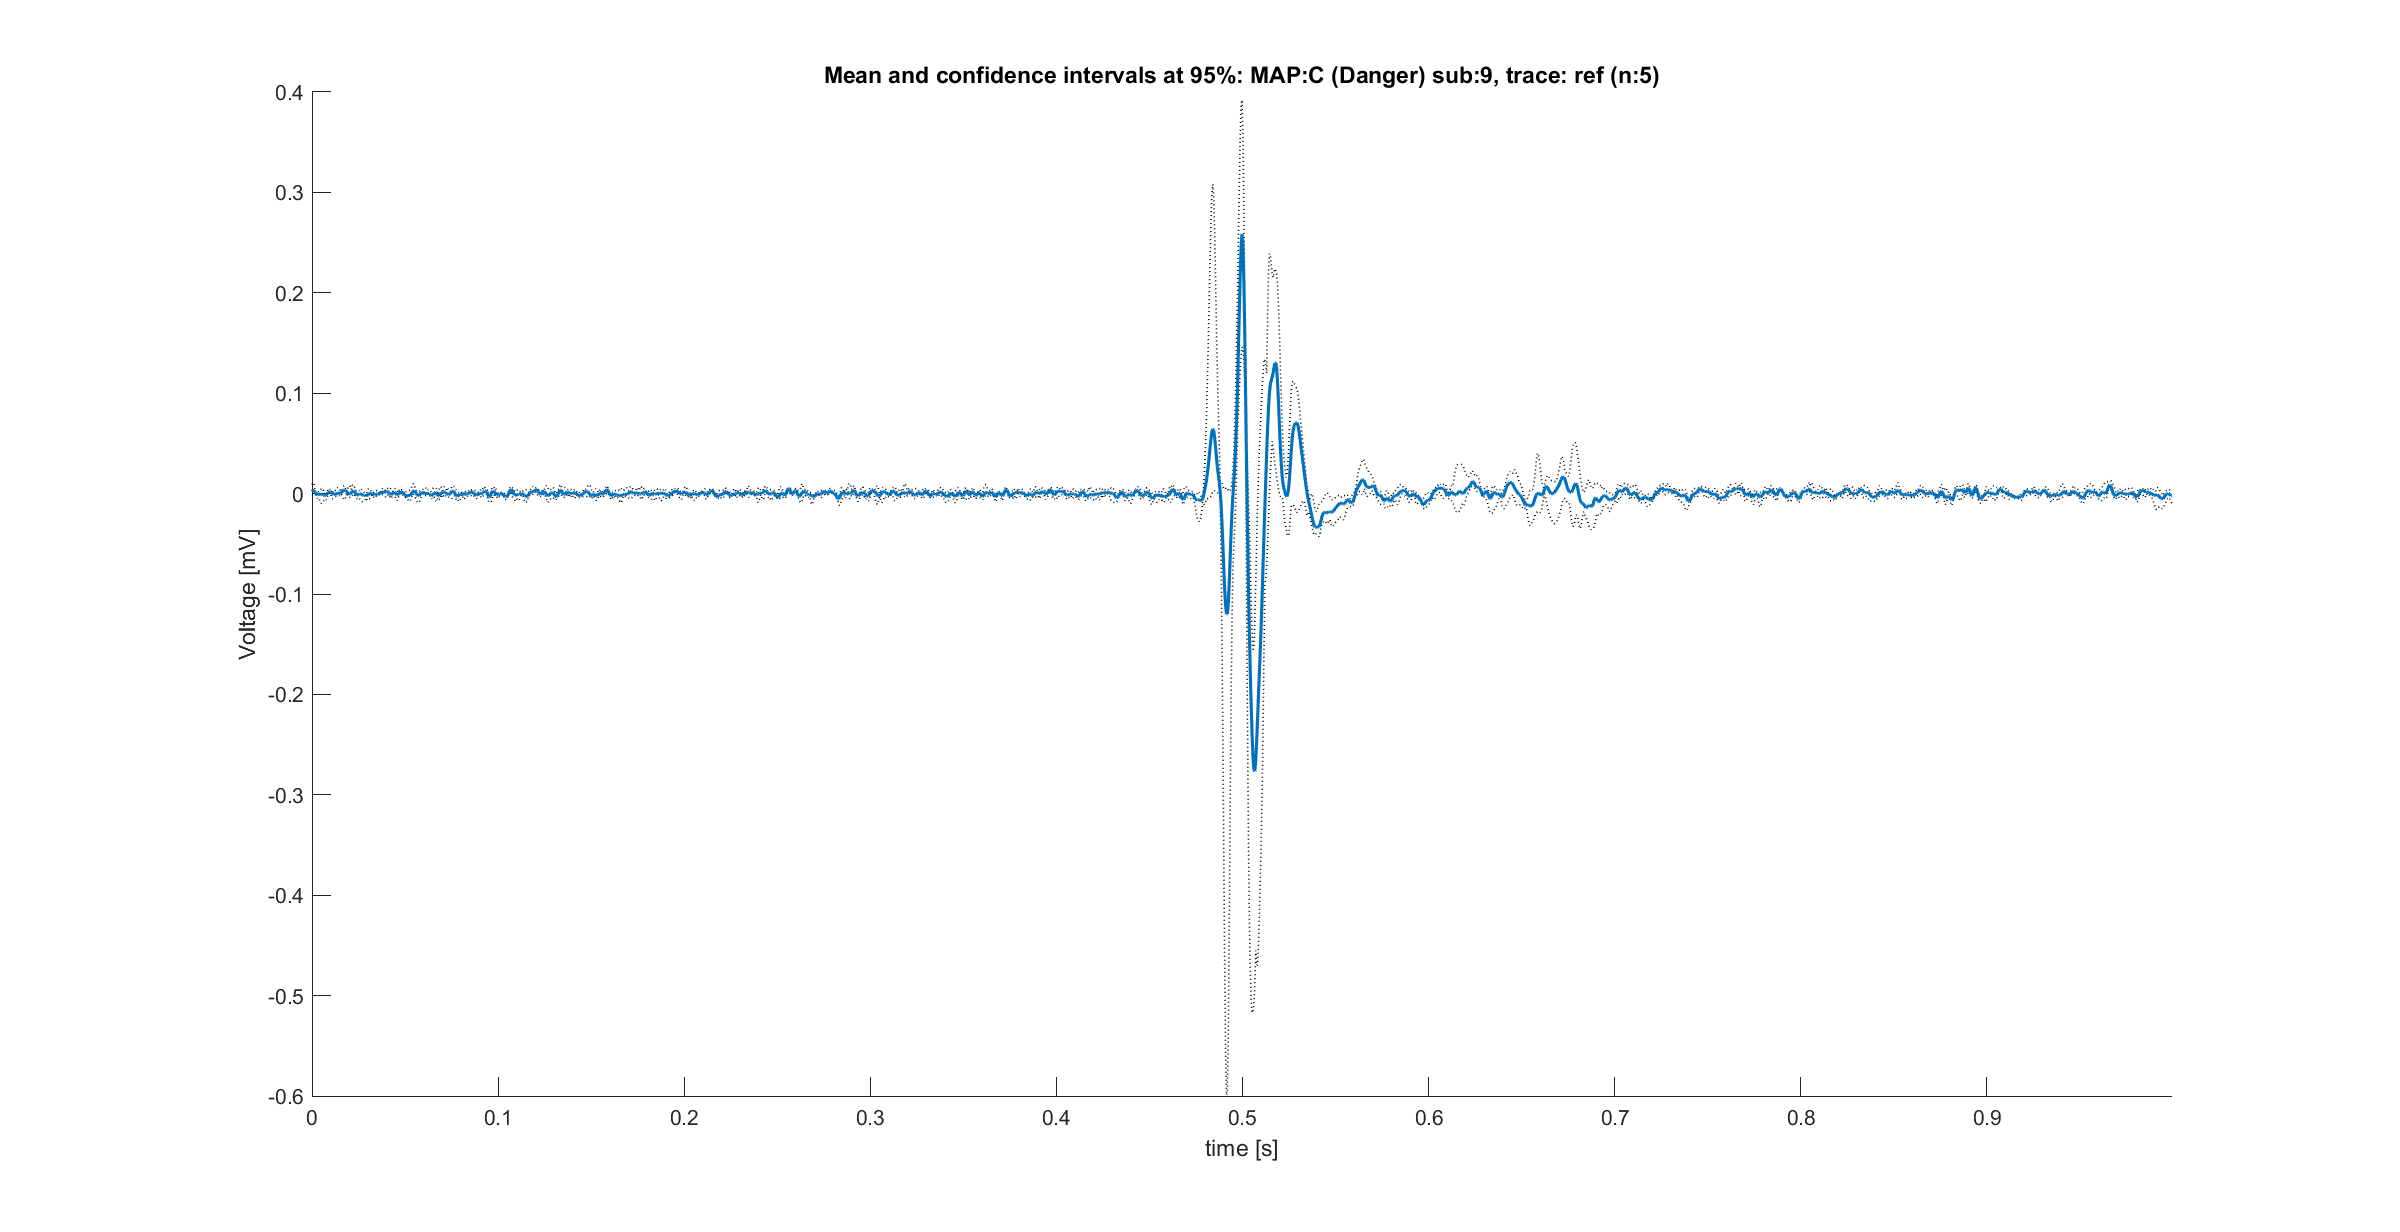 Mean and confidence intervals at 95%: MAP:C (Danger) sub:9, trace: ref (n:5)
0.4
0.3
0.2
0.1
0
-0.1
-0.2
-0.3
-0.4
-0.5
-0.6
Voltage [mV]
0 0.1 0.2 0.3 0.4 0.5 0.6 0.7 0.8 0.9
time [s]